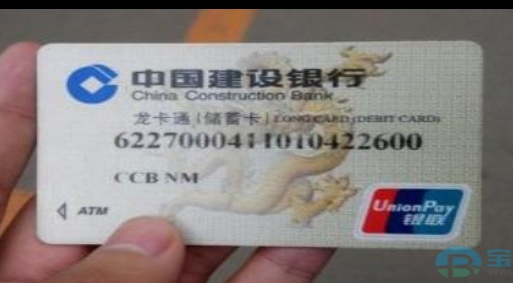 中国建设银行
China Construction Bank
龙卡通(储蓄卡) LONG CARD (DEBIT CARD)
6227000411010422600
CCB NM
ATM
UnionPay
银联
宝